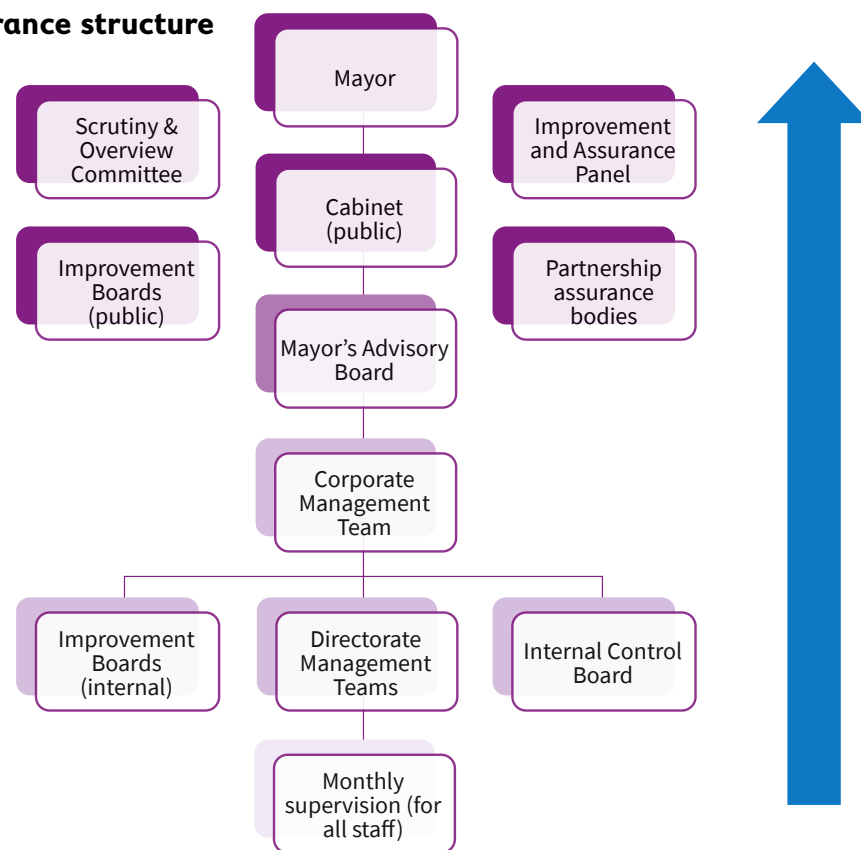 rance structure
Mayor
Scrutiny &
Overview
Committee
Improvement
and Assurance
Panel
Cabinet
(public)
Improvement
Boards
(public)
Partnership
assurance
bodies
Mayor’s Advisory
Board
Corporate
Management
Team
Improvement
Boards
(internal)
Directorate
Management
Teams
Internal Control
Board
Monthly
supervision (for
all staff)